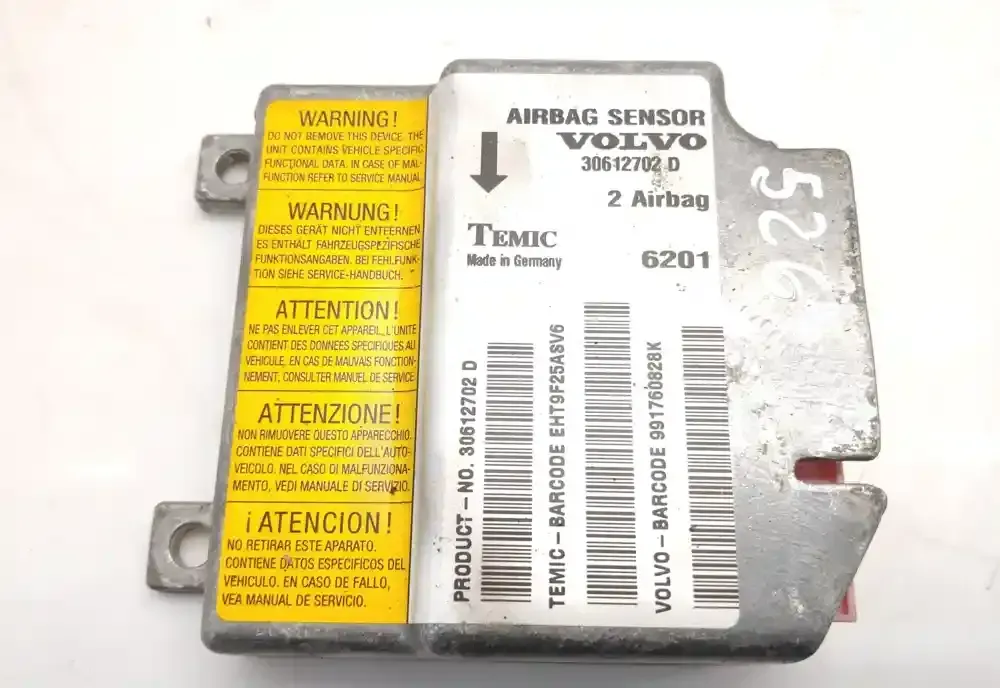 WARNING!
DO NOT REMOVE THIS DEVICE. THE
UNIT CONTAINS VEHICLE SPECIFIC
FUNCTIONAL DATA. IN CASE OF MAL-
FUNCTION REFER TO SERVICE MANUAL
WARNUNG!
DIESES GERÄT NICHT ENTFERNEN
ES ENTHÄLT FAHRZEUGSPEZIFISCHE
FUNKTIONSANGABEN. BEI FEHLFUNK-
TION SIEHE SERVICE-HANDBUCH.
ATTENTION!
NE PAS ENLEVER CET APPAREIL. L'UNITE
CONTIENT DES DONNEES SPECIFIQUES AU
VEHICULE. EN CAS DE MAUVAIS FONCTION-
NEMENT, CONSULTER MANUEL DE SERVICE
ATTENZIONE!
NON RIMUOVERE QUESTO APPARECCHIO.
CONTIENE DATI SPECIFICI DELL'AUTO-
VEICOLO. NEL CASO DI MALFUNZIONA-
MENTO, VEDI MANUALE DI SERVIZIO.
¡ATENCION!
NO RETIRAR ESTE APARATO.
CONTIENE DATOS ESPECIFICOS DEL
VEHICULO. EN CASO DE FALLO,
VEA MANUAL DE SERVICIO.
AIRBAG SENSOR
VOLVO
30612702 D
2 Airbag
TEMIC
Made in Germany
6201
PRODUCT-NO. 30612702 D
TEMIC-BARCODE EHT9F25ASV6
VOLVO-BARCODE 991760828K
526